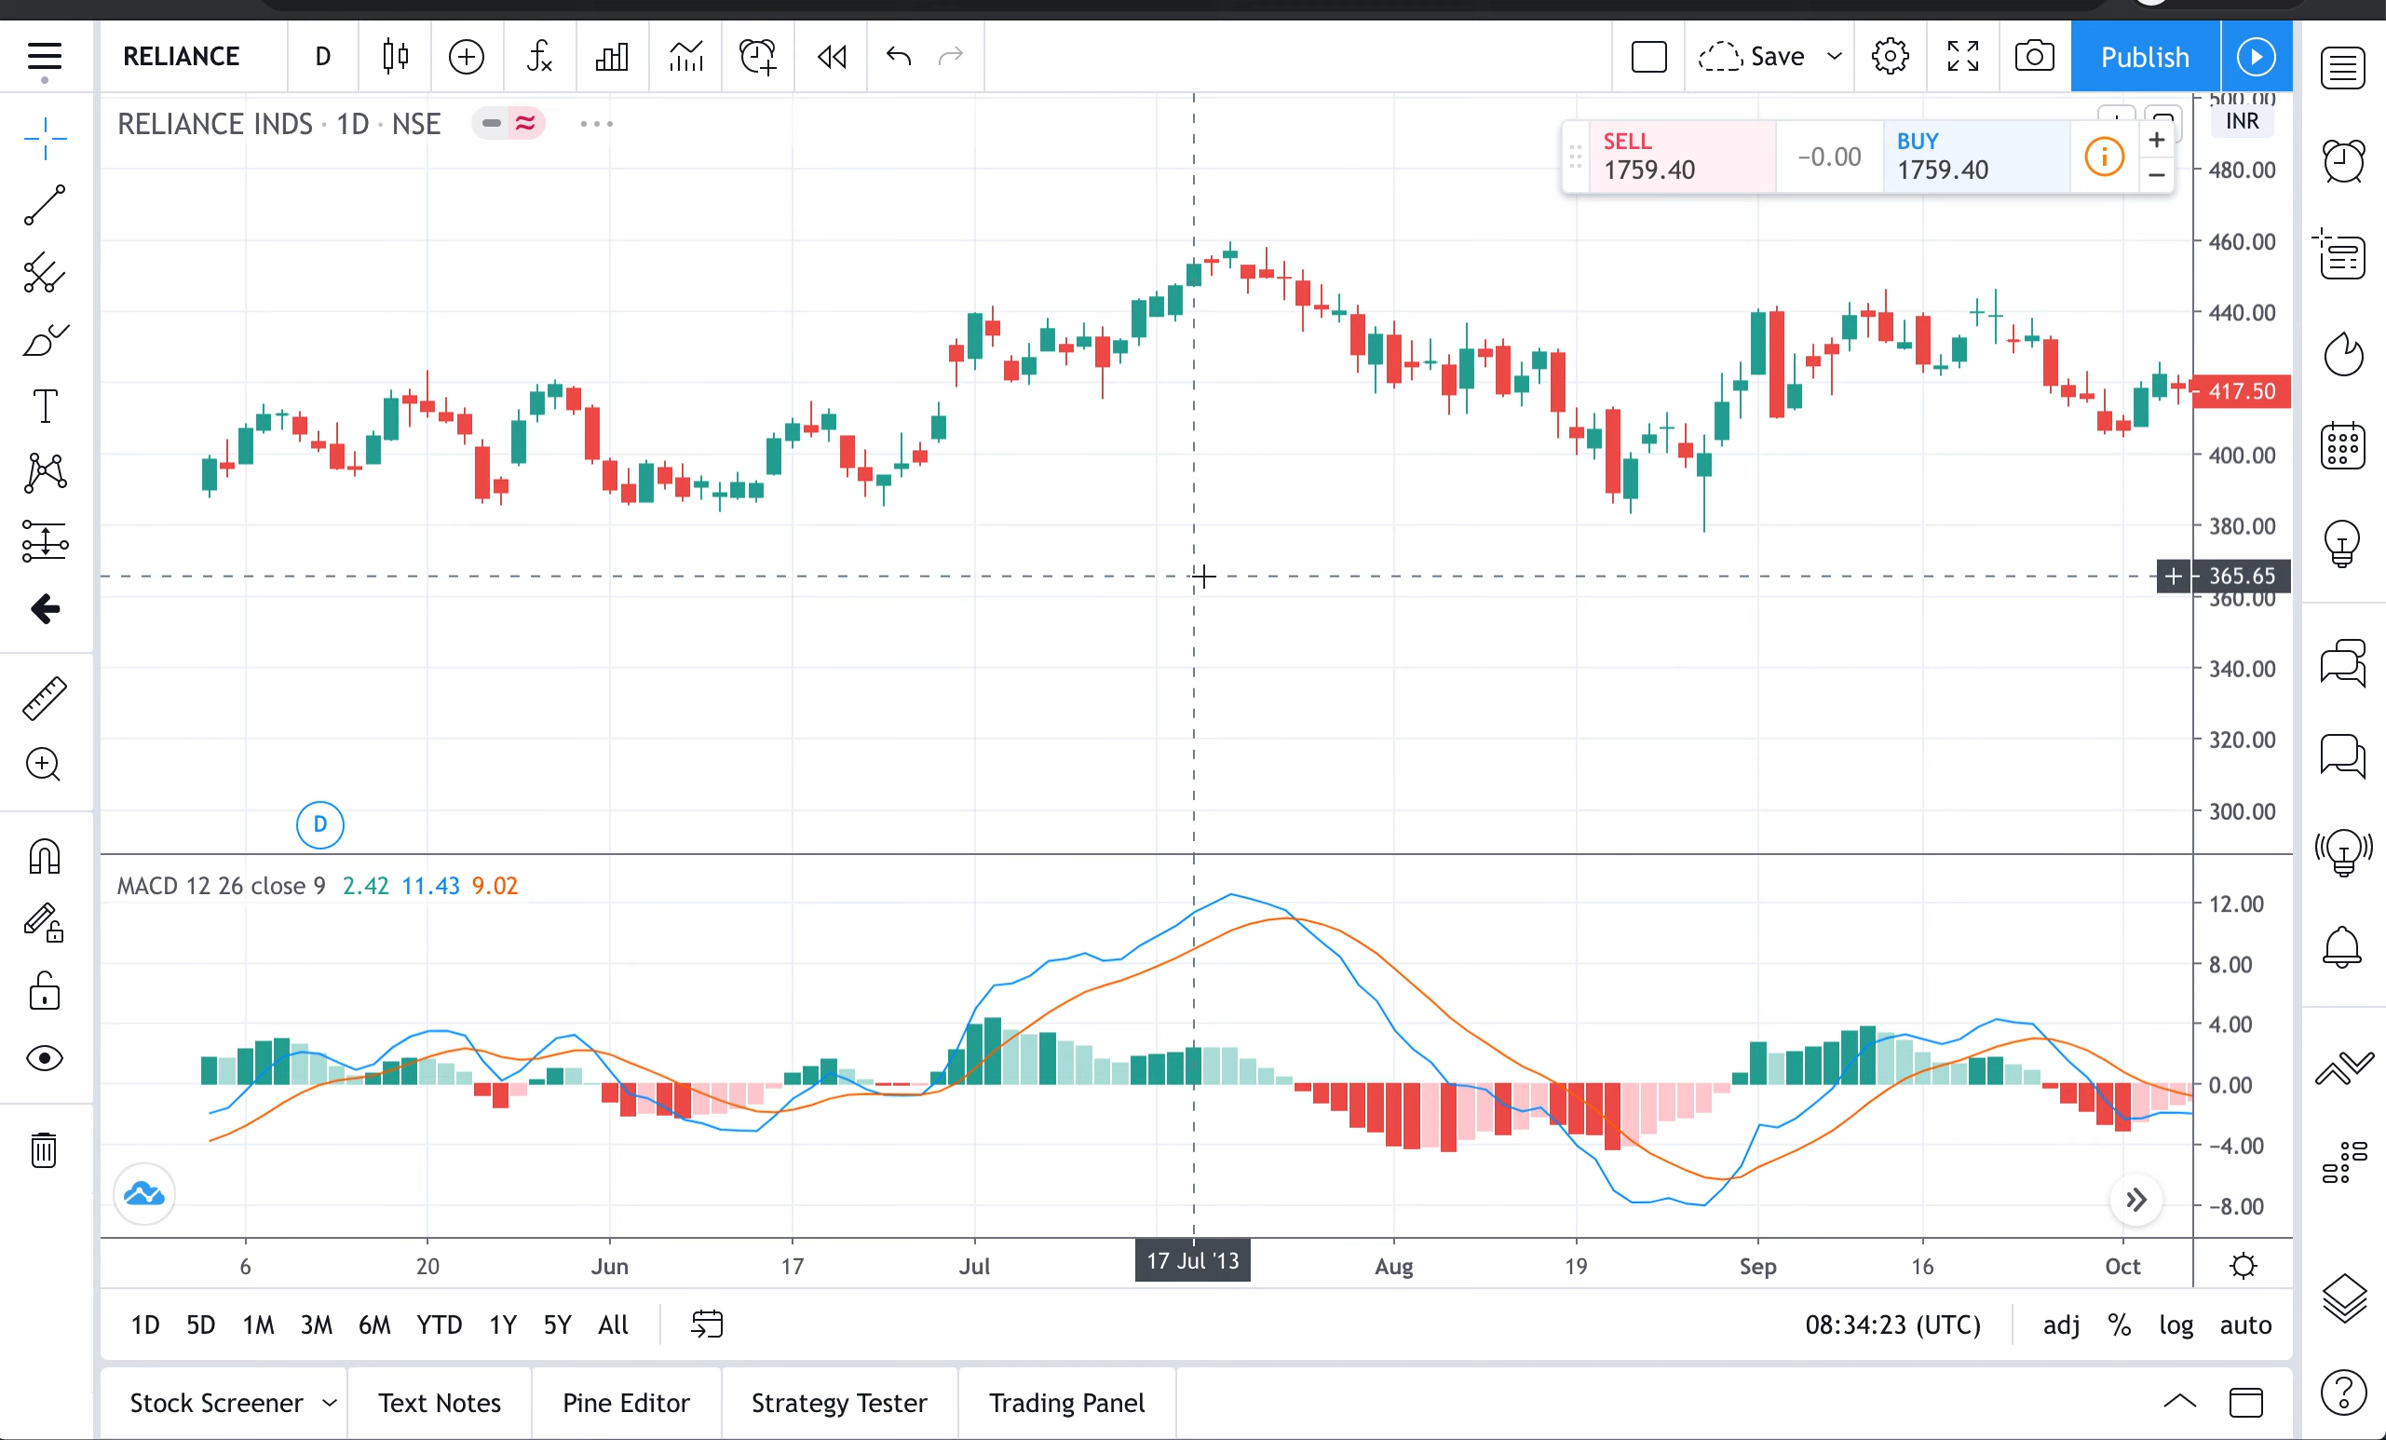 RELIANCE D Save Publish
RELIANCE INDS · 1D · NSE
SELL
1759.40
−0.00
BUY
1759.40
500.00
INR
480.00
460.00
440.00
417.50
400.00
380.00
365.65
360.00
340.00
320.00
300.00
D
MACD 12 26 close 9 2.42 11.43 9.02
12.00
8.00
4.00
0.00
−4.00
−8.00
6 20 Jun 17 Jul 17 Jul '13 Aug 19 Sep 16 Oct
1D 5D 1M 3M 6M YTD 1Y 5Y All 08:34:23 (UTC) adj % log auto
Stock Screener Text Notes Pine Editor Strategy Tester Trading Panel